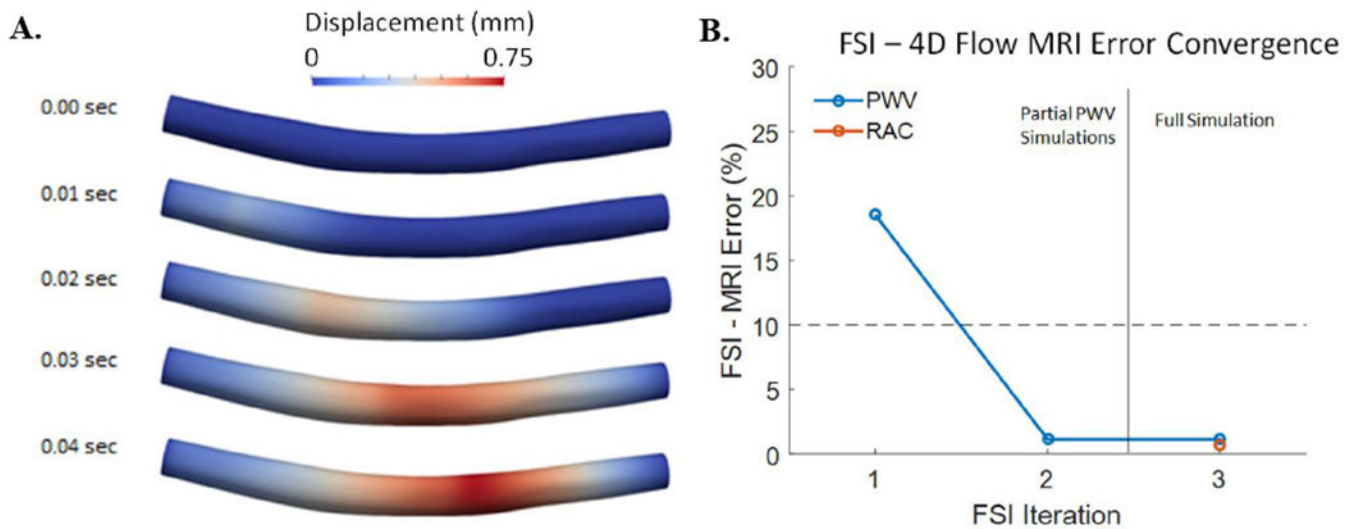 A.
Displacement (mm)
0 0.75
0.00 sec
0.01 sec
0.02 sec
0.03 sec
0.04 sec
B.
FSI – 4D Flow MRI Error Convergence
FSI - MRI Error (%)
30
25
20
15
10
5
0
PWV
RAC
Partial PWV
Simulations
Full Simulation
1 2 3
FSI Iteration